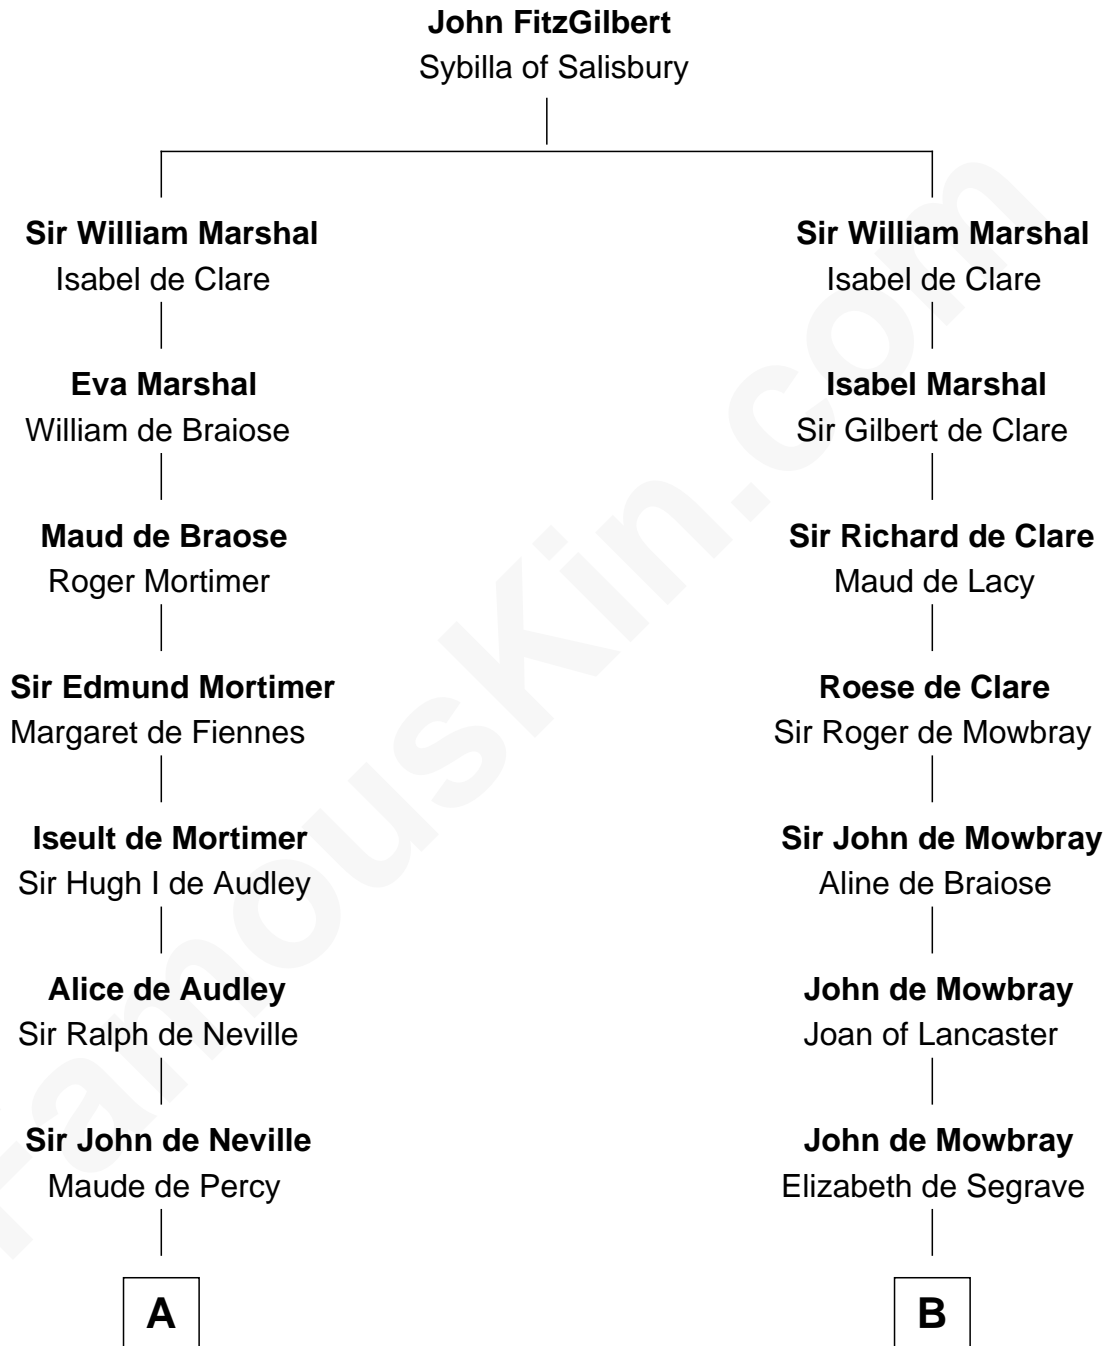 John FitzGilbert
Sybilla of Salisbury
Sir William Marshal
Isabel de Clare
Eva Marshal
William de Braiose
Maud de Braose
Roger Mortimer
Sir Edmund Mortimer
Margaret de Fiennes
Iseult de Mortimer
Sir Hugh I de Audley
Alice de Audley
Sir Ralph de Neville
Sir John de Neville
Maude de Percy
A
Sir William Marshal
Isabel de Clare
Isabel Marshal
Sir Gilbert de Clare
Sir Richard de Clare
Maud de Lacy
Roese de Clare
Sir Roger de Mowbray
Sir John de Mowbray
Aline de Braiose
John de Mowbray
Joan of Lancaster
John de Mowbray
Elizabeth de Segrave
B
FamousKin.com